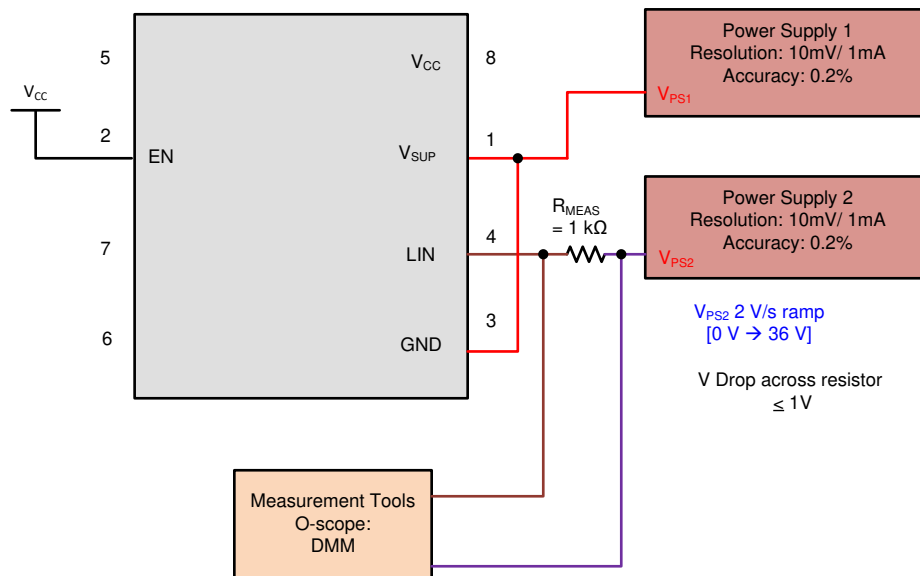 5
VCC
8
Power Supply 1
Resolution: 10mV/ 1mA
Accuracy: 0.2%
VPS1
VCC
2
EN
VSUP
1
RMEAS
= 1 kΩ
Power Supply 2
Resolution: 10mV/ 1mA
Accuracy: 0.2%
VPS2
7
LIN
4
6
GND
3
VPS2 2 V/s ramp
[0 V → 36 V]
V Drop across resistor
≤ 1V
Measurement Tools
O-scope:
DMM